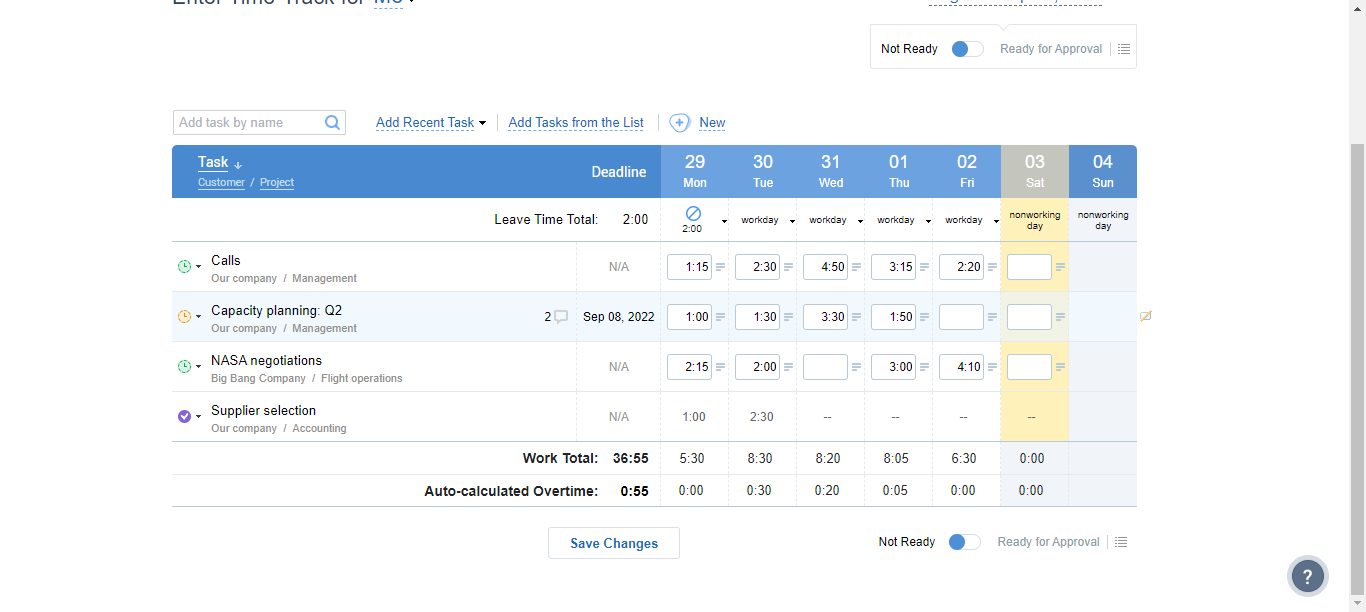 Enter Time-Track for Me
Not Ready Ready for Approval
Add task by name Add Recent Task Add Tasks from the List New
Task Deadline 29 30 31 01 02 03 04
Customer / Project Mon Tue Wed Thu Fri Sat Sun
Leave Time Total: 2:00 2:00 workday workday workday workday nonworking day nonworking day
Calls N/A 1:15 2:30 4:50 3:15 2:20
Our company / Management
Capacity planning: Q2 2 Sep 08, 2022 1:00 1:30 3:30 1:50
Our company / Management
NASA negotiations N/A 2:15 2:00 3:00 4:10
Big Bang Company / Flight operations
Supplier selection N/A 1:00 2:30 -- -- -- --
Our company / Accounting
Work Total: 36:55 5:30 8:30 8:20 8:05 6:30 0:00
Auto-calculated Overtime: 0:55 0:00 0:30 0:20 0:05 0:00 0:00
Save Changes Not Ready Ready for Approval
?